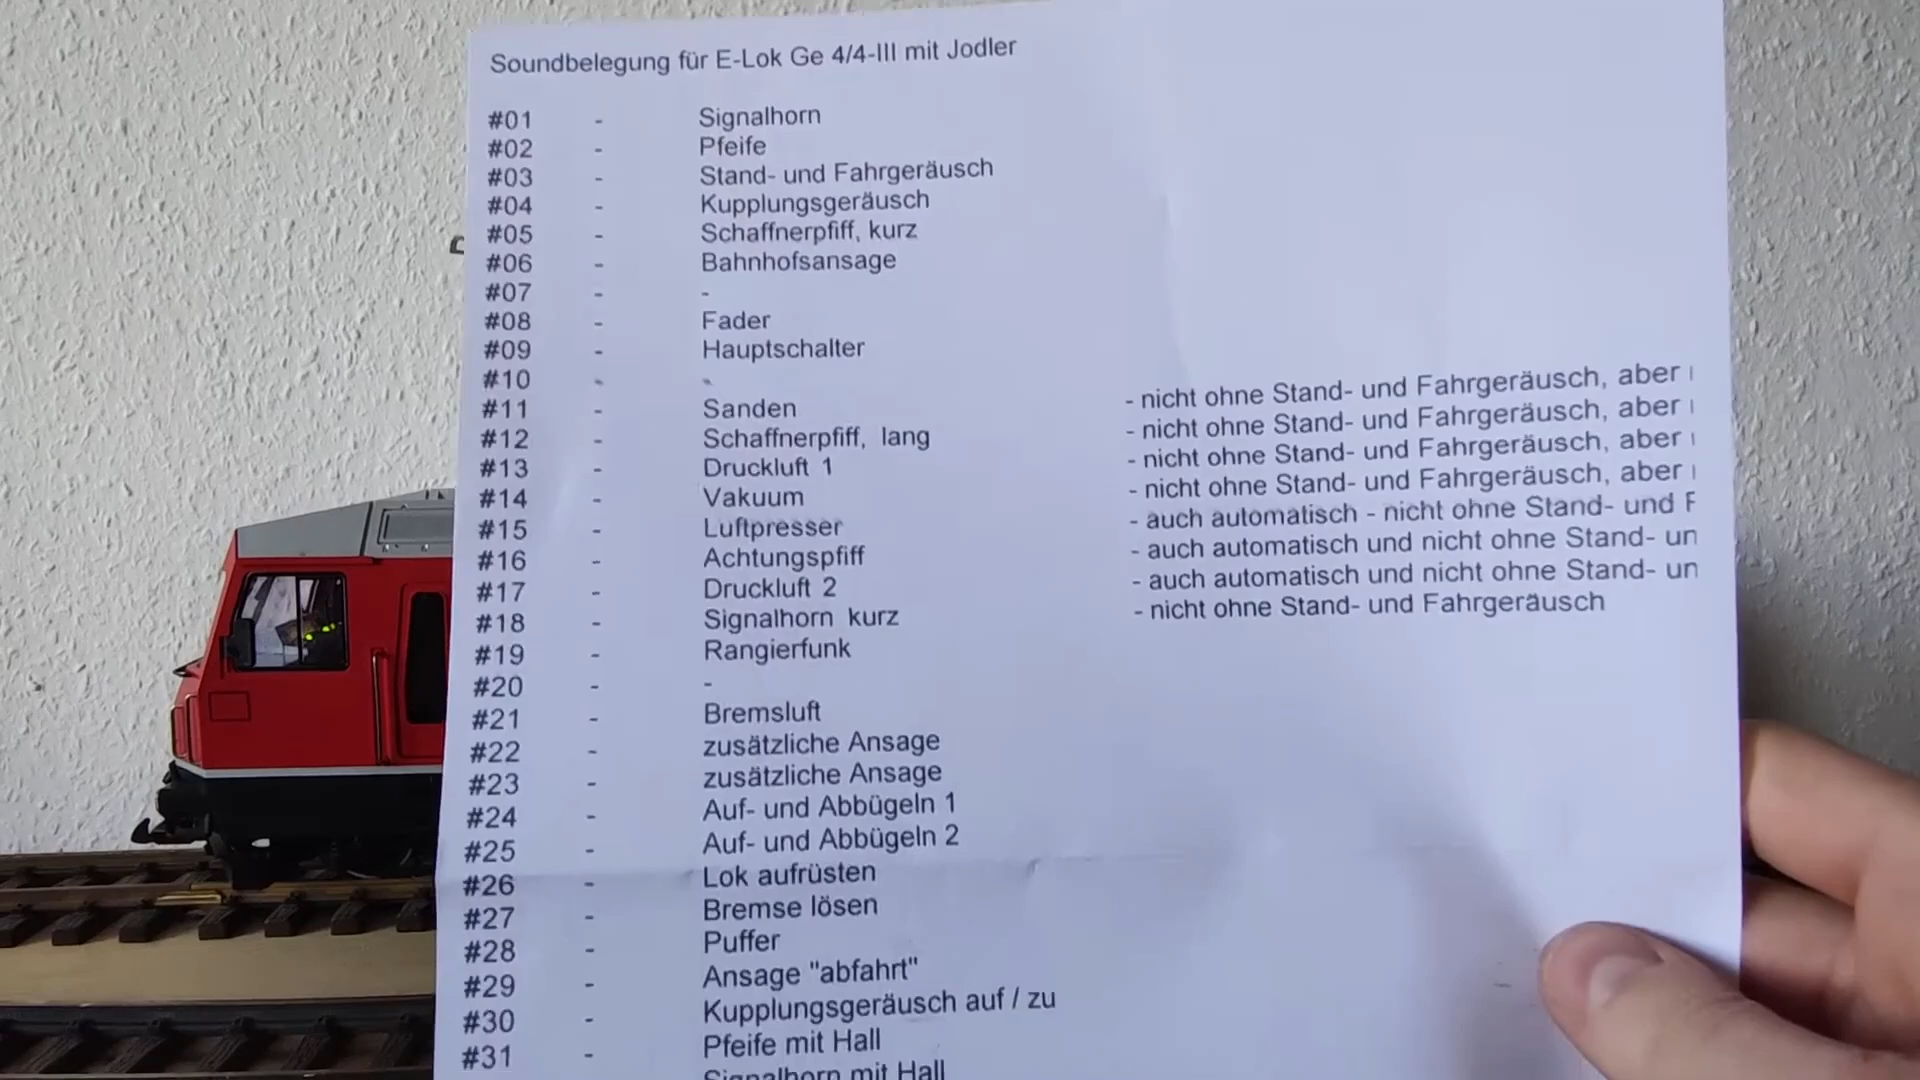 Soundbelegung für E-Lok Ge 4/4-III mit Jodler
#01 - Signalhorn
#02 - Pfeife
#03 - Stand- und Fahrgeräusch
#04 - Kupplungsgeräusch
#05 - Schaffnerpfiff, kurz
#06 - Bahnhofsansage
#07 - -
#08 - Fader
#09 - Hauptschalter
#10 - -
#11 - Sanden - nicht ohne Stand- und Fahrgeräusch, aber
#12 - Schaffnerpfiff, lang - nicht ohne Stand- und Fahrgeräusch, aber
#13 - Druckluft 1 - nicht ohne Stand- und Fahrgeräusch, aber
#14 - Vakuum - nicht ohne Stand- und Fahrgeräusch, aber
#15 - Luftpresser - auch automatisch - nicht ohne Stand- und
#16 - Achtungspfiff - auch automatisch und nicht ohne Stand- un
#17 - Druckluft 2 - auch automatisch und nicht ohne Stand- un
#18 - Signalhorn kurz - nicht ohne Stand- und Fahrgeräusch
#19 - Rangierfunk
#20 - -
#21 - Bremsluft
#22 - zusätzliche Ansage
#23 - zusätzliche Ansage
#24 - Auf- und Abbügeln 1
#25 - Auf- und Abbügeln 2
#26 - Lok aufrüsten
#27 - Bremse lösen
#28 - Puffer
#29 - Ansage "abfahrt"
#30 - Kupplungsgeräusch auf / zu
#31 - Pfeife mit Hall
Signalhorn mit Hall